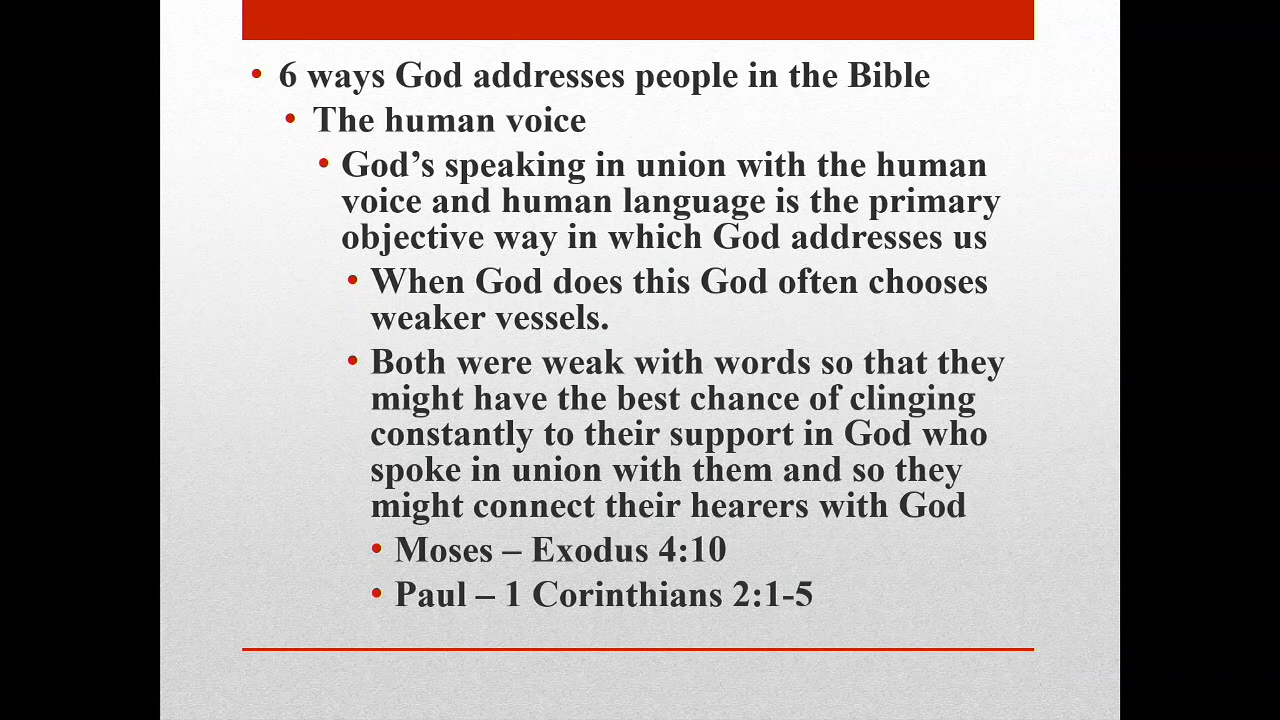 • 6 ways God addresses people in the Bible
• The human voice
• God’s speaking in union with the human
voice and human language is the primary
objective way in which God addresses us
• When God does this God often chooses
weaker vessels.
• Both were weak with words so that they
might have the best chance of clinging
constantly to their support in God who
spoke in union with them and so they
might connect their hearers with God
• Moses – Exodus 4:10
• Paul – 1 Corinthians 2:1-5